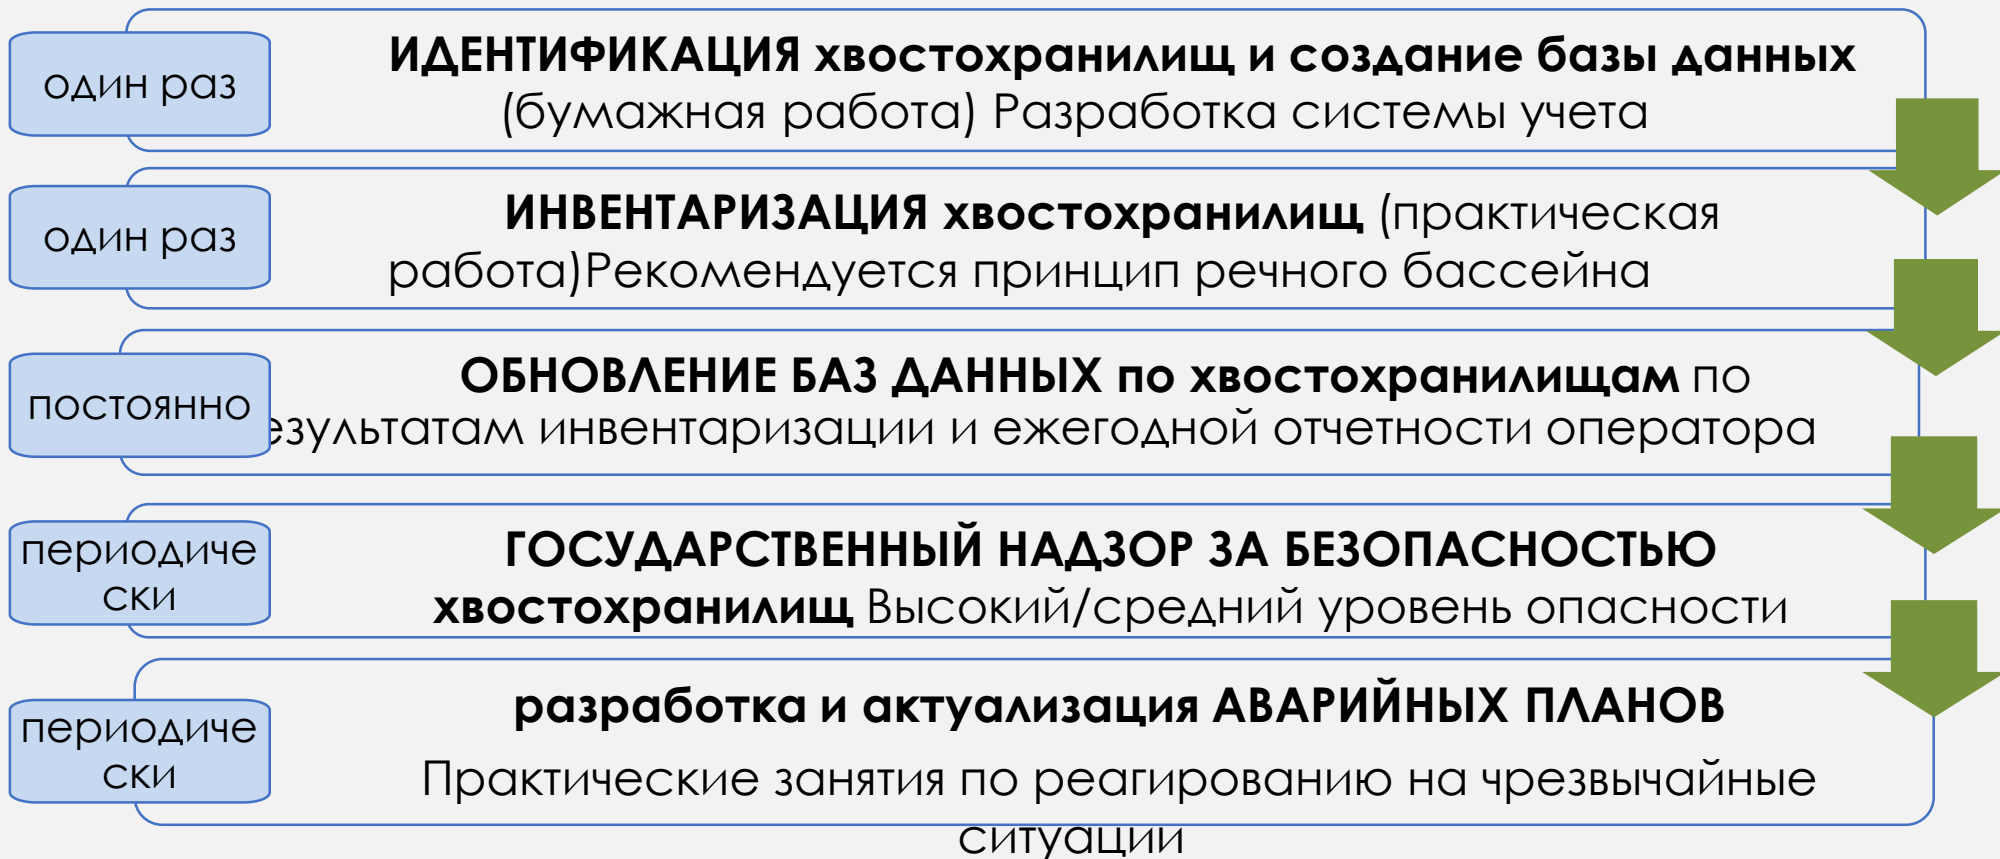 один раз
ИДЕНТИФИКАЦИЯ хвостохранилищ и создание базы данных
(бумажная работа) Разработка системы учета
один раз
ИНВЕНТАРИЗАЦИЯ хвостохранилищ (практическая
работа)Рекомендуется принцип речного бассейна
постоянно
ОБНОВЛЕНИЕ БАЗ ДАННЫХ по хвостохранилищам по
езультатам инвентаризации и ежегодной отчетности оператора
периодиче
ски
ГОСУДАРСТВЕННЫЙ НАДЗОР ЗА БЕЗОПАСНОСТЬЮ
хвостохранилищ Высокий/средний уровень опасности
периодиче
ски
разработка и актуализация АВАРИЙНЫХ ПЛАНОВ
Практические занятия по реагированию на чрезвычайные
ситуации